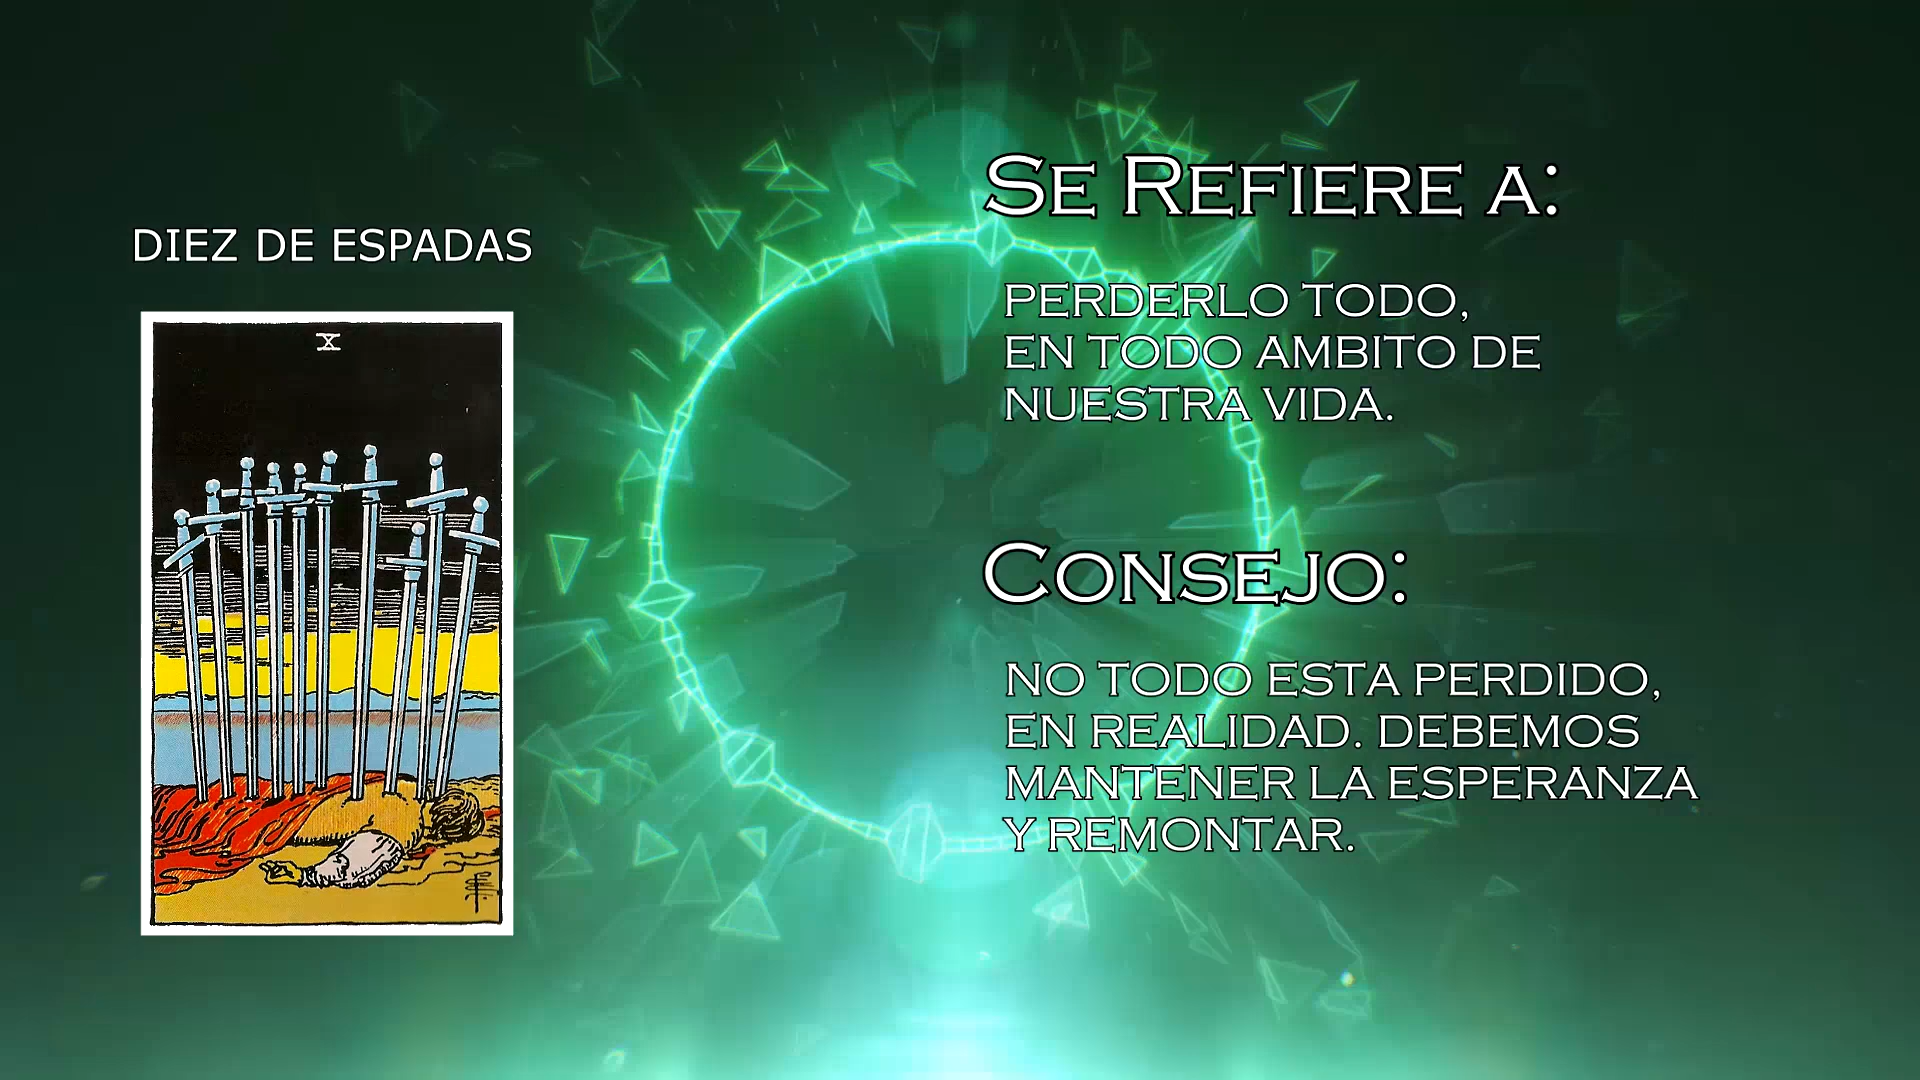 DIEZ DE ESPADAS
X
SE REFIERE A:
PERDERLO TODO,
EN TODO AMBITO DE
NUESTRA VIDA.
CONSEJO:
NO TODO ESTA PERDIDO,
EN REALIDAD. DEBEMOS
MANTENER LA ESPERANZA
Y REMONTAR.